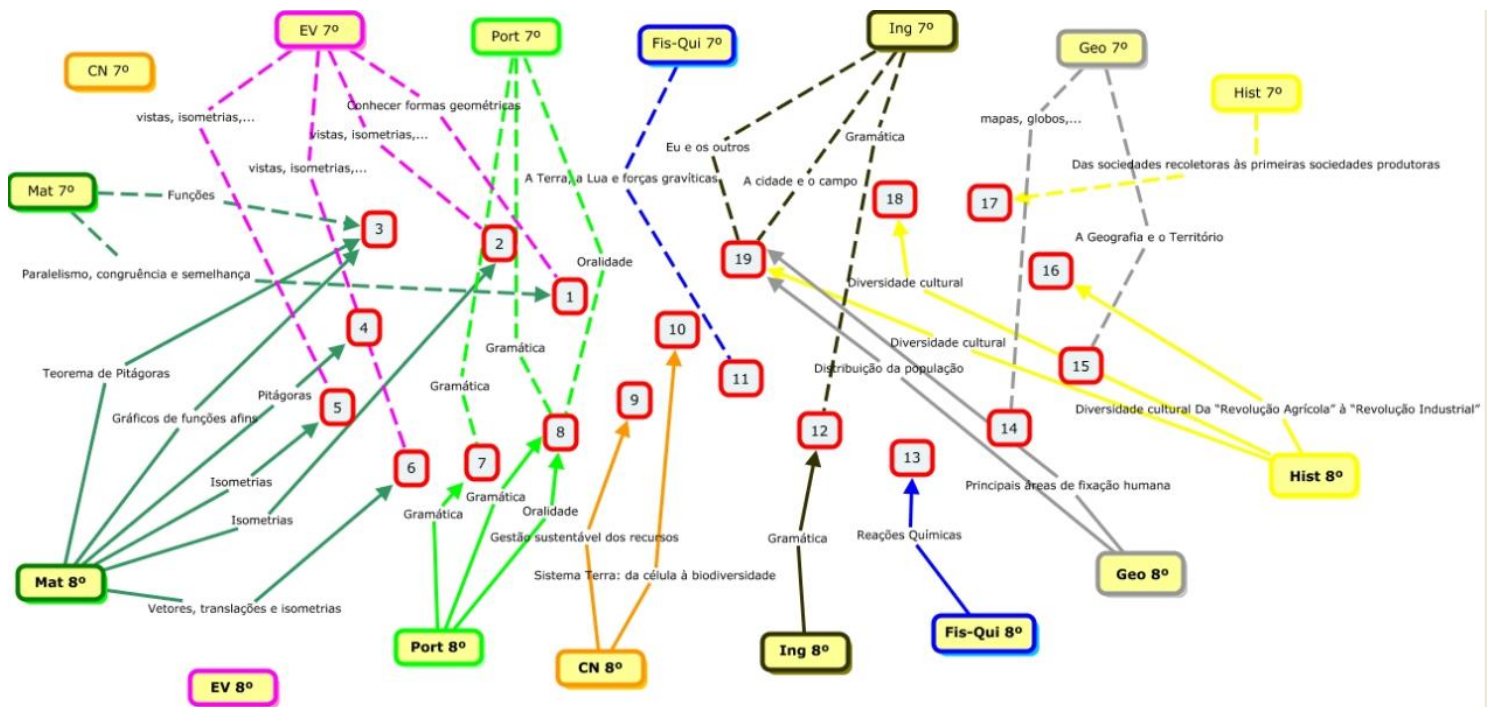 EV 7º
Port 7º
Ing 7º
Fis-Qui 7º
Geo 7º
CN 7º
Hist 7º
Conhecer formas geométricas
vistas, isometrias,...
mapas, globos,...
vistas, isometrias,...
Gramática
Eu e os outros
vistas, isometrias,...
Das sociedades recoletoras às primeiras sociedades produtoras
A Terra, a Lua e forças gravíticas
A cidade e o campo
Mat 7º
Funções
18
17
3
2
A Geografia e o Território
19
Oralidade
Paralelismo, congruência e semelhança
16
Diversidade cultural
1
4
10
Diversidade cultural
Gramática
Distribuição da população
15
Teorema de Pitágoras
11
Gramática
Pitágoras
9
5
Diversidade cultural Da “Revolução Agrícola” à “Revolução Industrial”
Gráficos de funções afins
14
12
8
13
7
6
Hist 8º
Isometrias
Principais áreas de fixação humana
Gramática
Gramática
Oralidade
Isometrias
Gestão sustentável dos recursos
Gramática
Reações Químicas
Sistema Terra: da célula à biodiversidade
Geo 8º
Mat 8º
Vetores, translações e isometrias
Fis-Qui 8º
Port 8º
Ing 8º
CN 8º
EV 8º